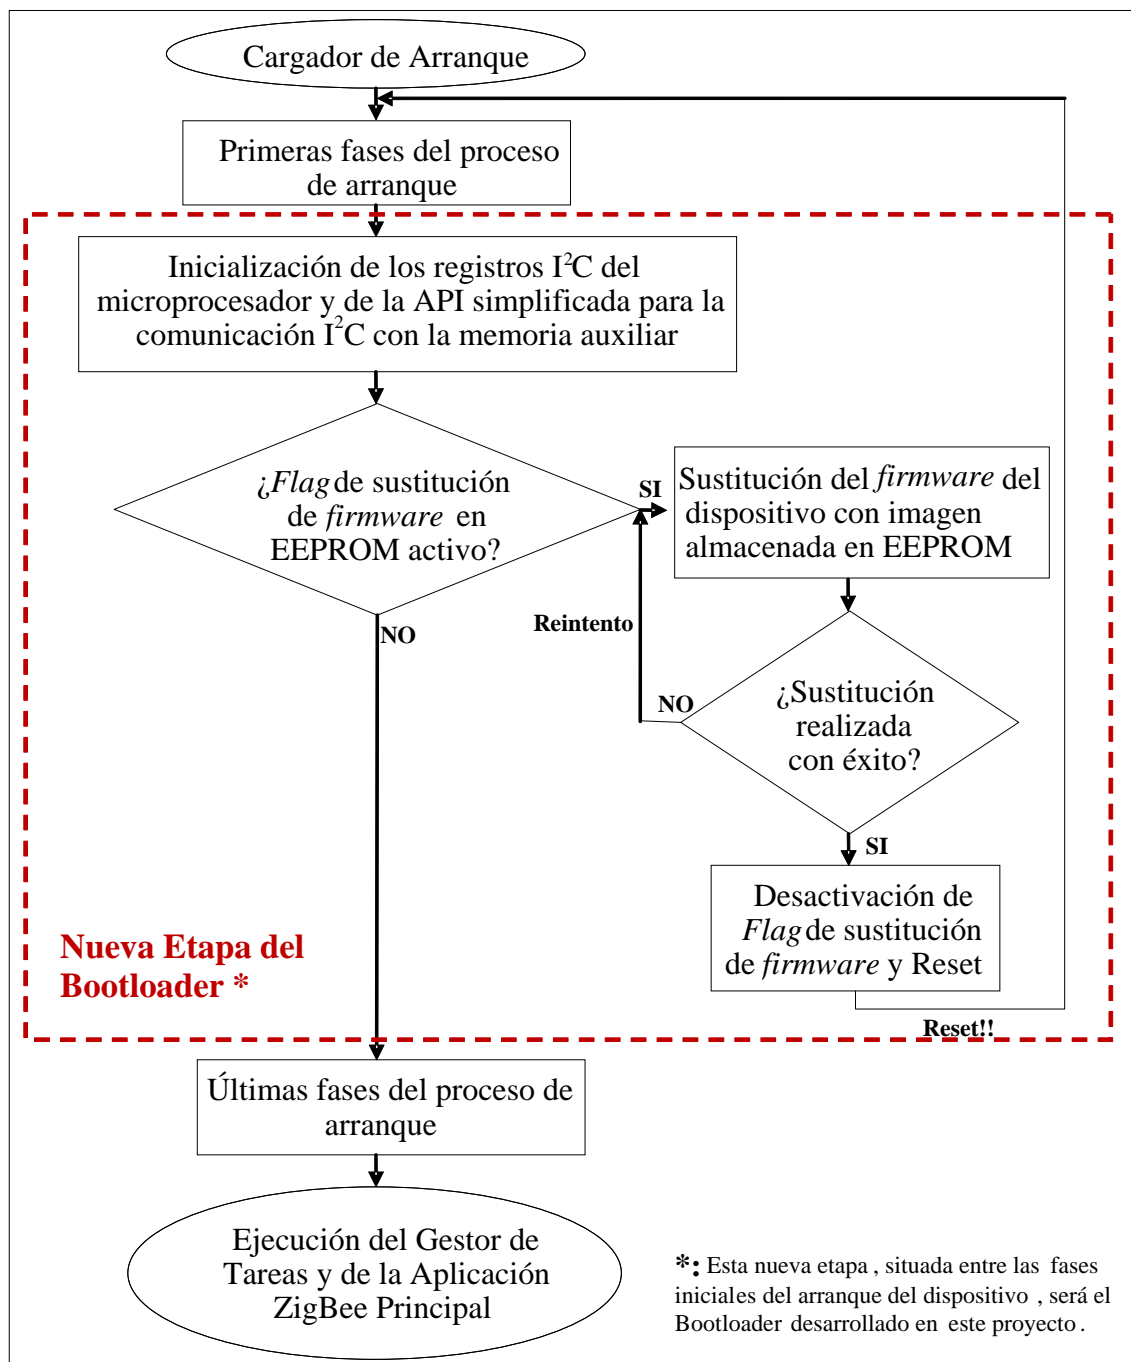 Cargador de Arranque
Primeras fases del proceso
de arranque
Inicialización de los registros I²C del
microprocesador y de la API simplificada para la
comunicación I²C con la memoria auxiliar
¿Flag de sustitución
de firmware en
EEPROM activo?
SI
Sustitución del firmware del
dispositivo con imagen
almacenada en EEPROM
NO
Reintento
¿Sustitución
realizada
con éxito?
NO
SI
Desactivación de
Flag de sustitución
de firmware y Reset
Reset!!
Nueva Etapa del
Bootloader *
Últimas fases del proceso de
arranque
Ejecución del Gestor de
Tareas y de la Aplicación
ZigBee Principal
*: Esta nueva etapa , situada entre las fases
iniciales del arranque del dispositivo , será el
Bootloader desarrollado en este proyecto .